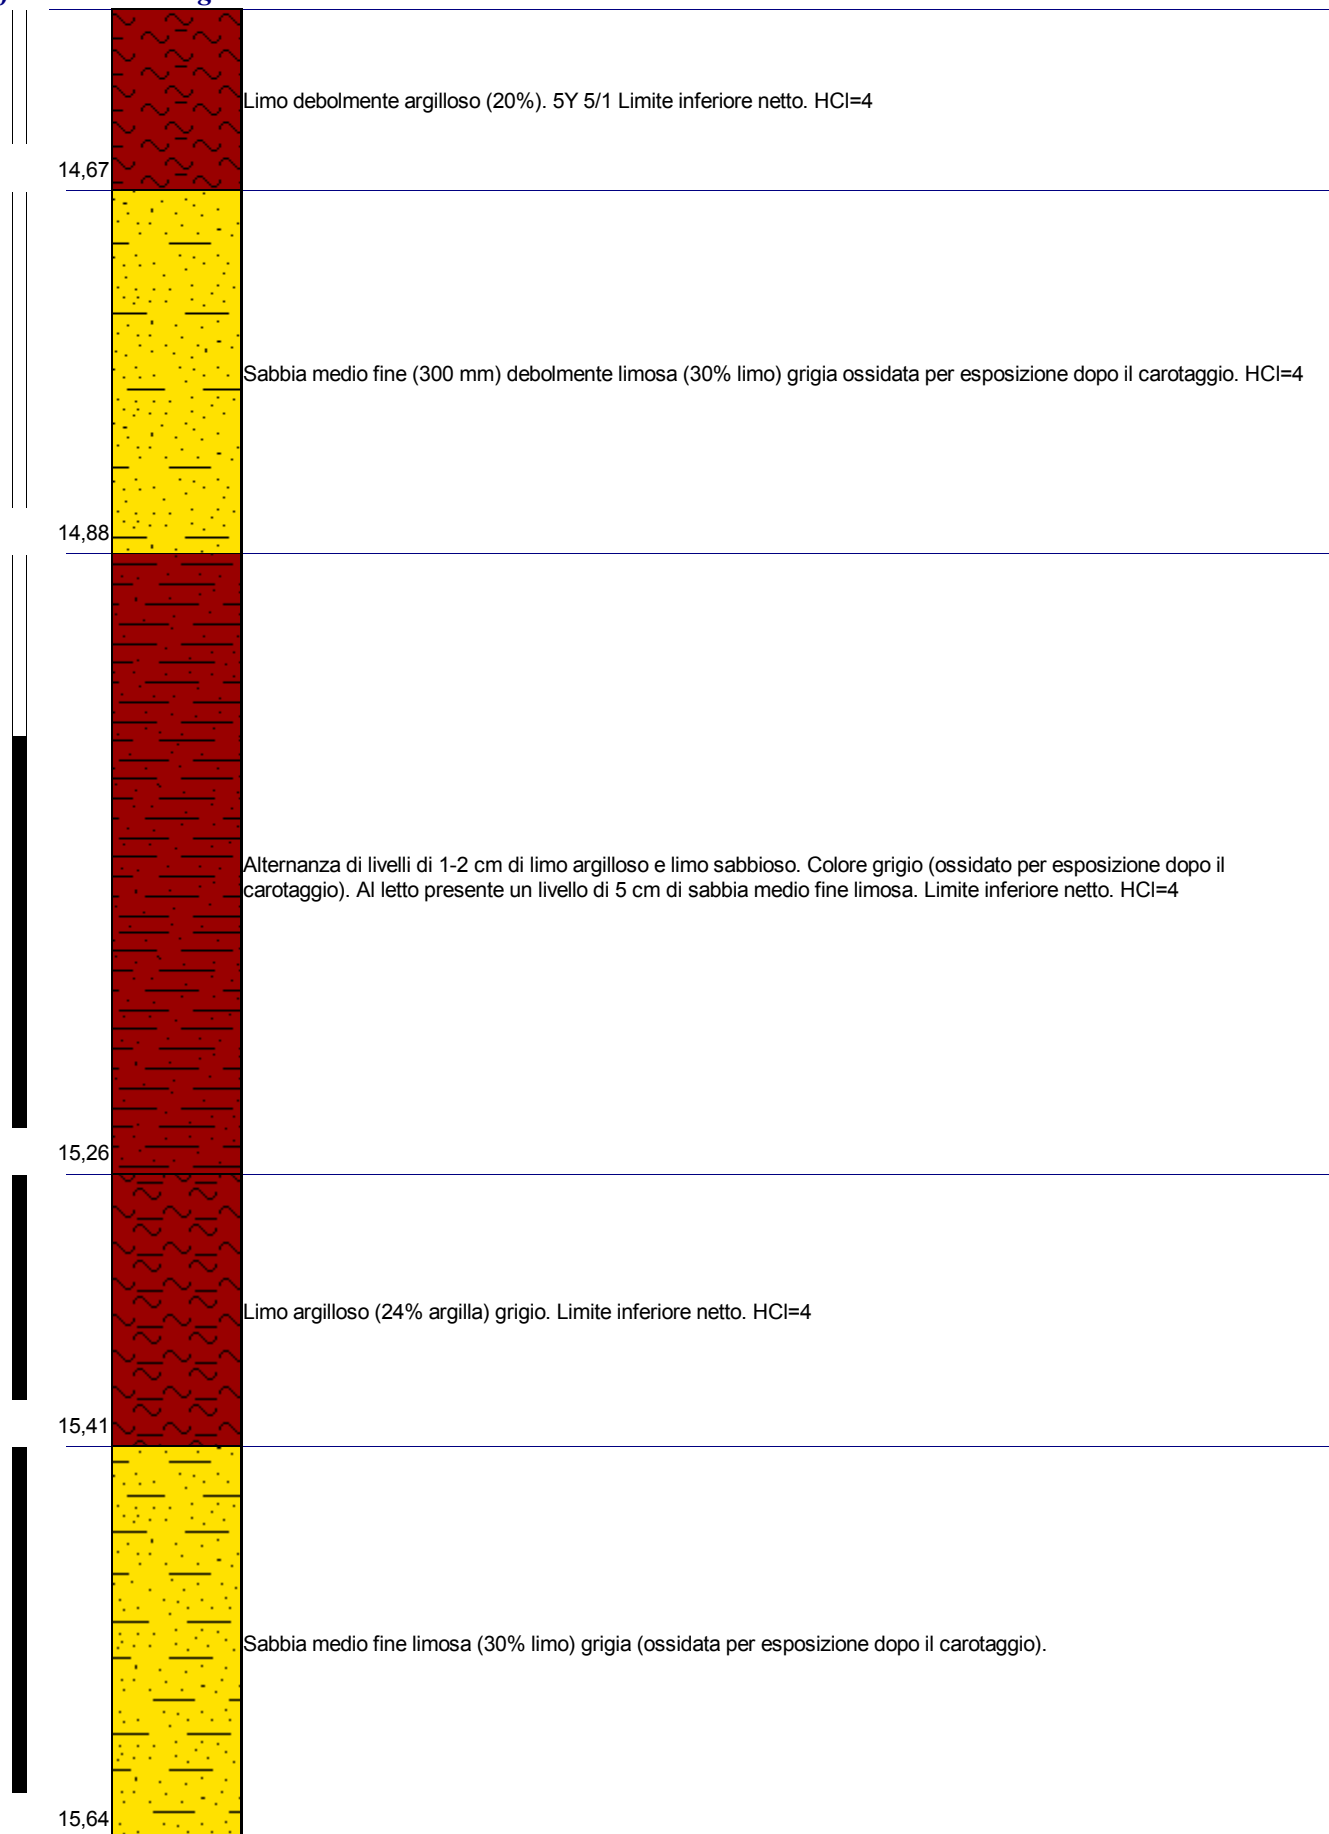 Limo debolmente argilloso (20%). 5Y 5/1 Limite inferiore netto. HCl=4
14,67
Sabbia medio fine (300 mm) debolmente limosa (30% limo) grigia ossidata per esposizione dopo il carotaggio. HCl=4
14,88
Alternanza di livelli di 1-2 cm di limo argilloso e limo sabbioso. Colore grigio (ossidato per esposizione dopo il
carotaggio). Al letto presente un livello di 5 cm di sabbia medio fine limosa. Limite inferiore netto. HCl=4
15,26
Limo argilloso (24% argilla) grigio. Limite inferiore netto. HCl=4
15,41
Sabbia medio fine limosa (30% limo) grigia (ossidata per esposizione dopo il carotaggio).
15,64